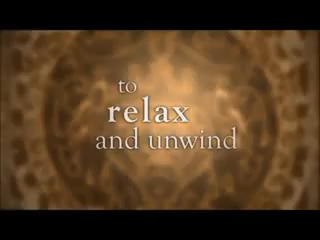 to
relax
and unwind